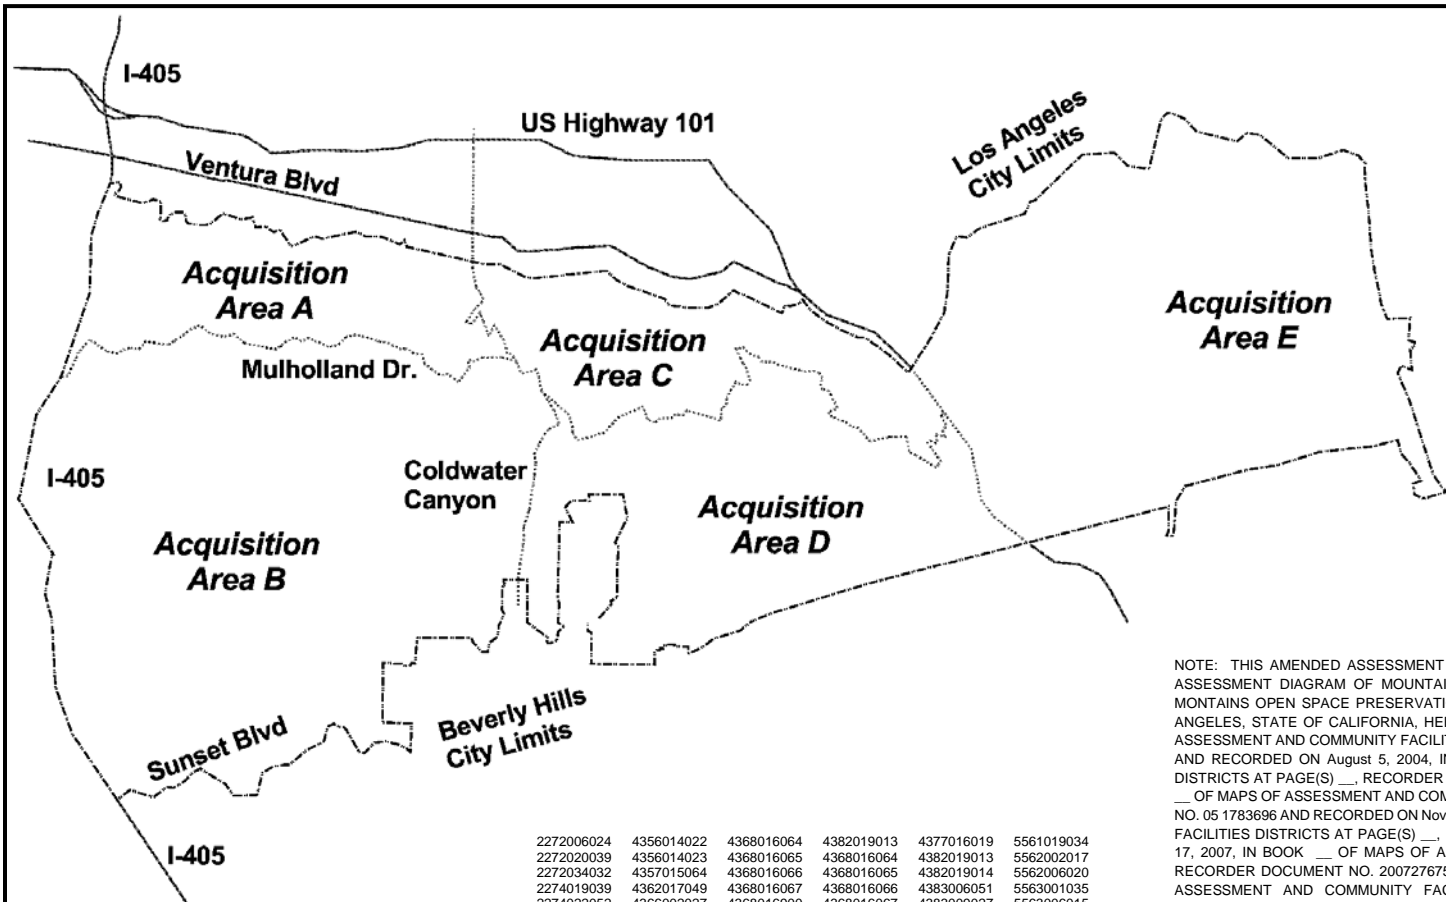 I-405
US Highway 101
Los Angeles
City Limits
Ventura Blvd
Acquisition
Area A
Acquisition
Area E
Acquisition
Area C
Mulholland Dr.
I-405
Coldwater
Canyon
Acquisition
Area D
Acquisition
Area B
Beverly Hills
City Limits
Sunset Blvd
I-405
NOTE: THIS AMENDED ASSESSMENT
ASSESSMENT DIAGRAM OF MOUNTAI
MONTAINS OPEN SPACE PRESERVATI
ANGELES, STATE OF CALIFORNIA, HE
ASSESSMENT AND COMMUNITY FACILI
AND RECORDED ON August 5, 2004, I
DISTRICTS AT PAGE(S) __, RECORDER
__ OF MAPS OF ASSESSMENT AND COM
NO. 05 1783696 AND RECORDED ON Nov
FACILITIES DISTRICTS AT PAGE(S) __,
17, 2007, IN BOOK __ OF MAPS OF A
RECORDER DOCUMENT NO. 200727675
ASSESSMENT AND COMMUNITY FAC
2272006024 4356014022 4368016064 4382019013 4377016019 5561019034
2272020039 4356014023 4368016065 4368016064 4382019013 5562002017
2272034032 4357015064 4368016066 4368016065 4382019014 5562006020
2274019039 4362017049 4368016067 4368016066 4383006051 5563001035